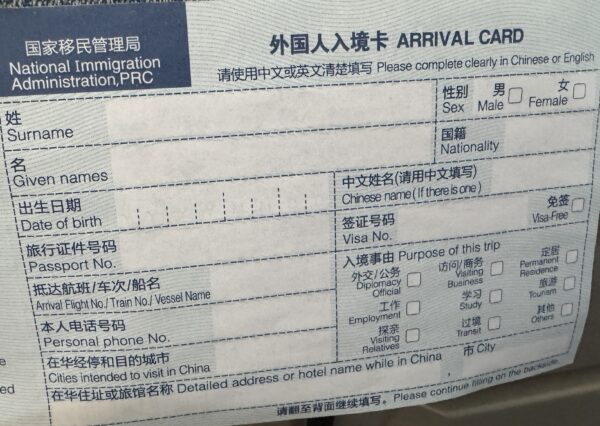 国家移民管理局
National Immigration
Administration,PRC
外国人入境卡 ARRIVAL CARD
请使用中文或英文清楚填写 Please complete clearly in Chinese or English
姓
Surname
性别
Sex
男
Male
女
Female
国籍
Nationality
名
Given names
中文姓名(请用中文填写)
Chinese name ( If there is one )
出生日期
Date of birth
签证号码
Visa No.
免签
Visa-Free
旅行证件号码
Passport No.
入境事由 Purpose of this trip
外交/公务
Diplomacy
Official
访问/商务
Visiting
Business
定居
Permanent
Residence
抵达航班/车次/船名
Arrival Flight No./ Train No./ Vessel Name
工作
Employment
学习
Study
旅游
Tourism
本人电话号码
Personal phone No.
探亲
Visiting
Relatives
过境
Transit
其他
Others
在华经停和目的城市
Cities intended to visit in China
在华住址或旅馆名称 Detailed address or hotel name while in China , 市 City
请翻至背面继续填写。Please continue filling on the backside.
e
ed